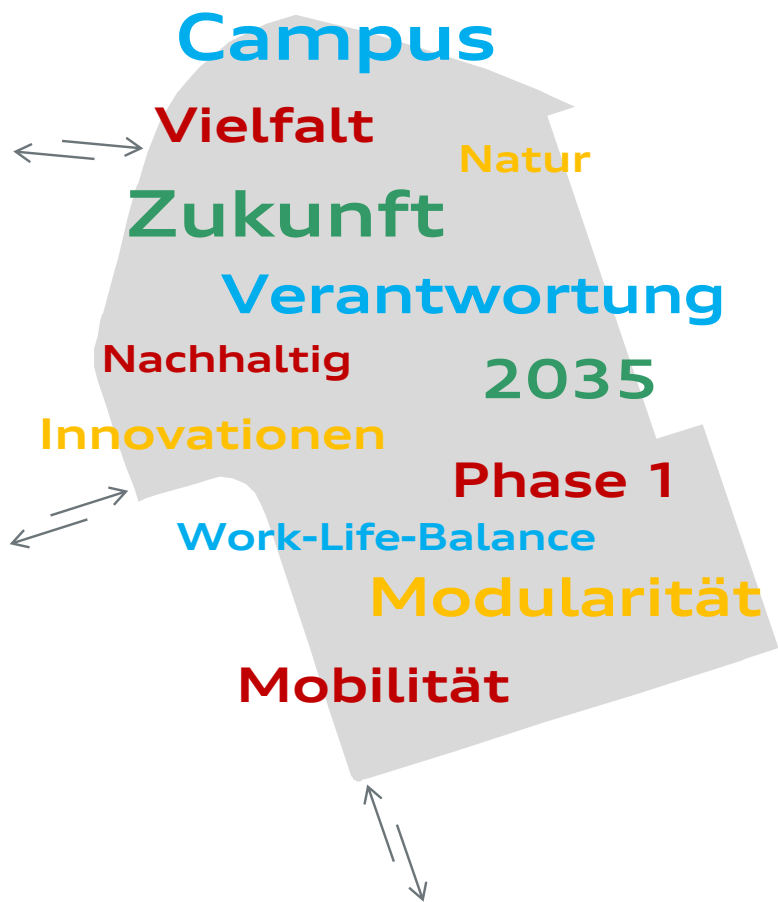 Campus
Vielfalt
Natur
Zukunft
Verantwortung
Nachhaltig
2035
Innovationen
Phase 1
Work-Life-Balance
Modularität
Mobilität